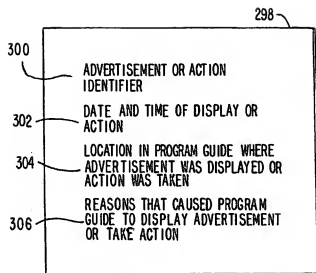 298
300
ADVERTISEMENT OR ACTION
IDENTIFIER
302
DATE AND TIME OF DISPLAY OR
ACTION
304
LOCATION IN PROGRAM GUIDE WHERE
ADVERTISEMENT WAS DISPLAYED OR
ACTION WAS TAKEN
306
REASONS THAT CAUSED PROGRAM
GUIDE TO DISPLAY ADVERTISEMENT
OR TAKE ACTION